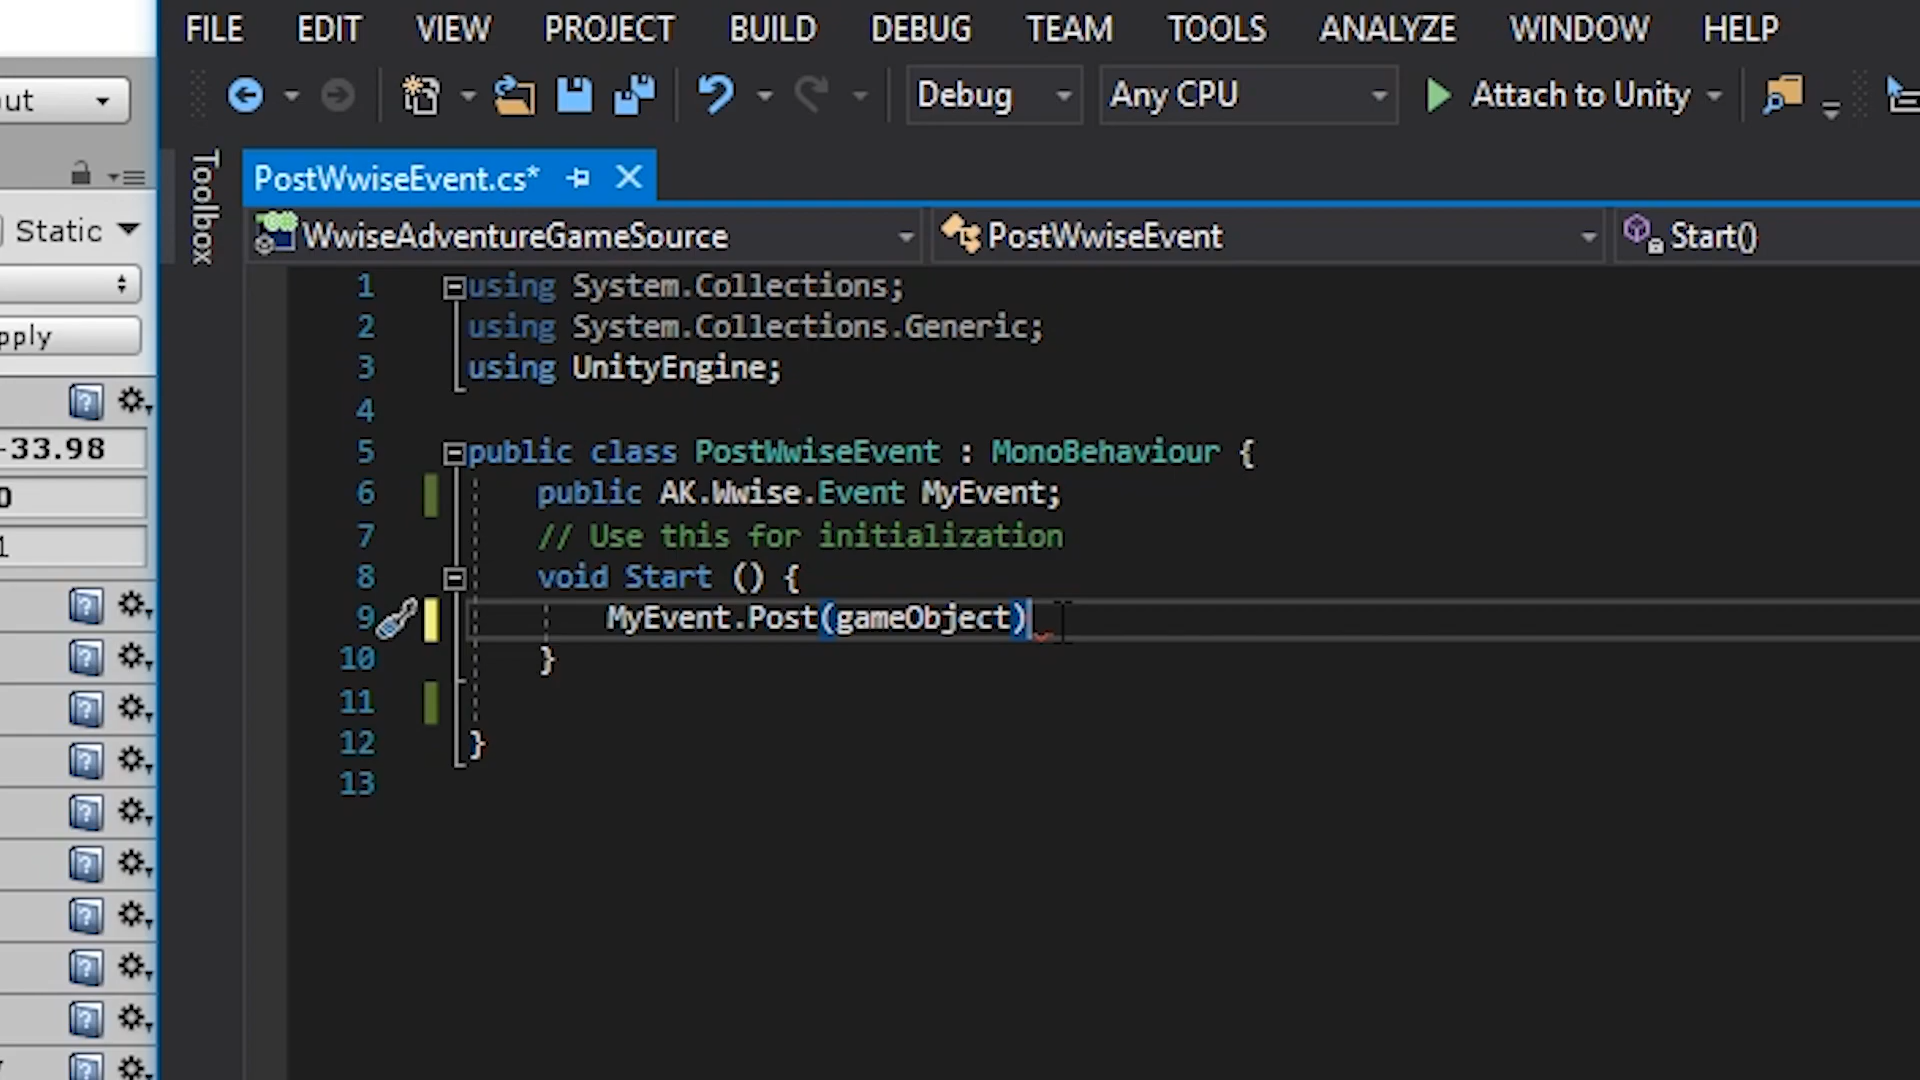 FILE EDIT VIEW PROJECT BUILD DEBUG TEAM TOOLS ANALYZE WINDOW HELP
Debug Any CPU Attach to Unity
Toolbox
PostWwiseEvent.cs*
WwiseAdventureGameSource PostWwiseEvent Start()
Static
-33.98
0
1
1 using System.Collections;
2 using System.Collections.Generic;
3 using UnityEngine;
4
5 public class PostWwiseEvent : MonoBehaviour {
6 public AK.Wwise.Event MyEvent;
7 // Use this for initialization
8 void Start () {
9 MyEvent.Post(gameObject)
10 }
11
12 }
13